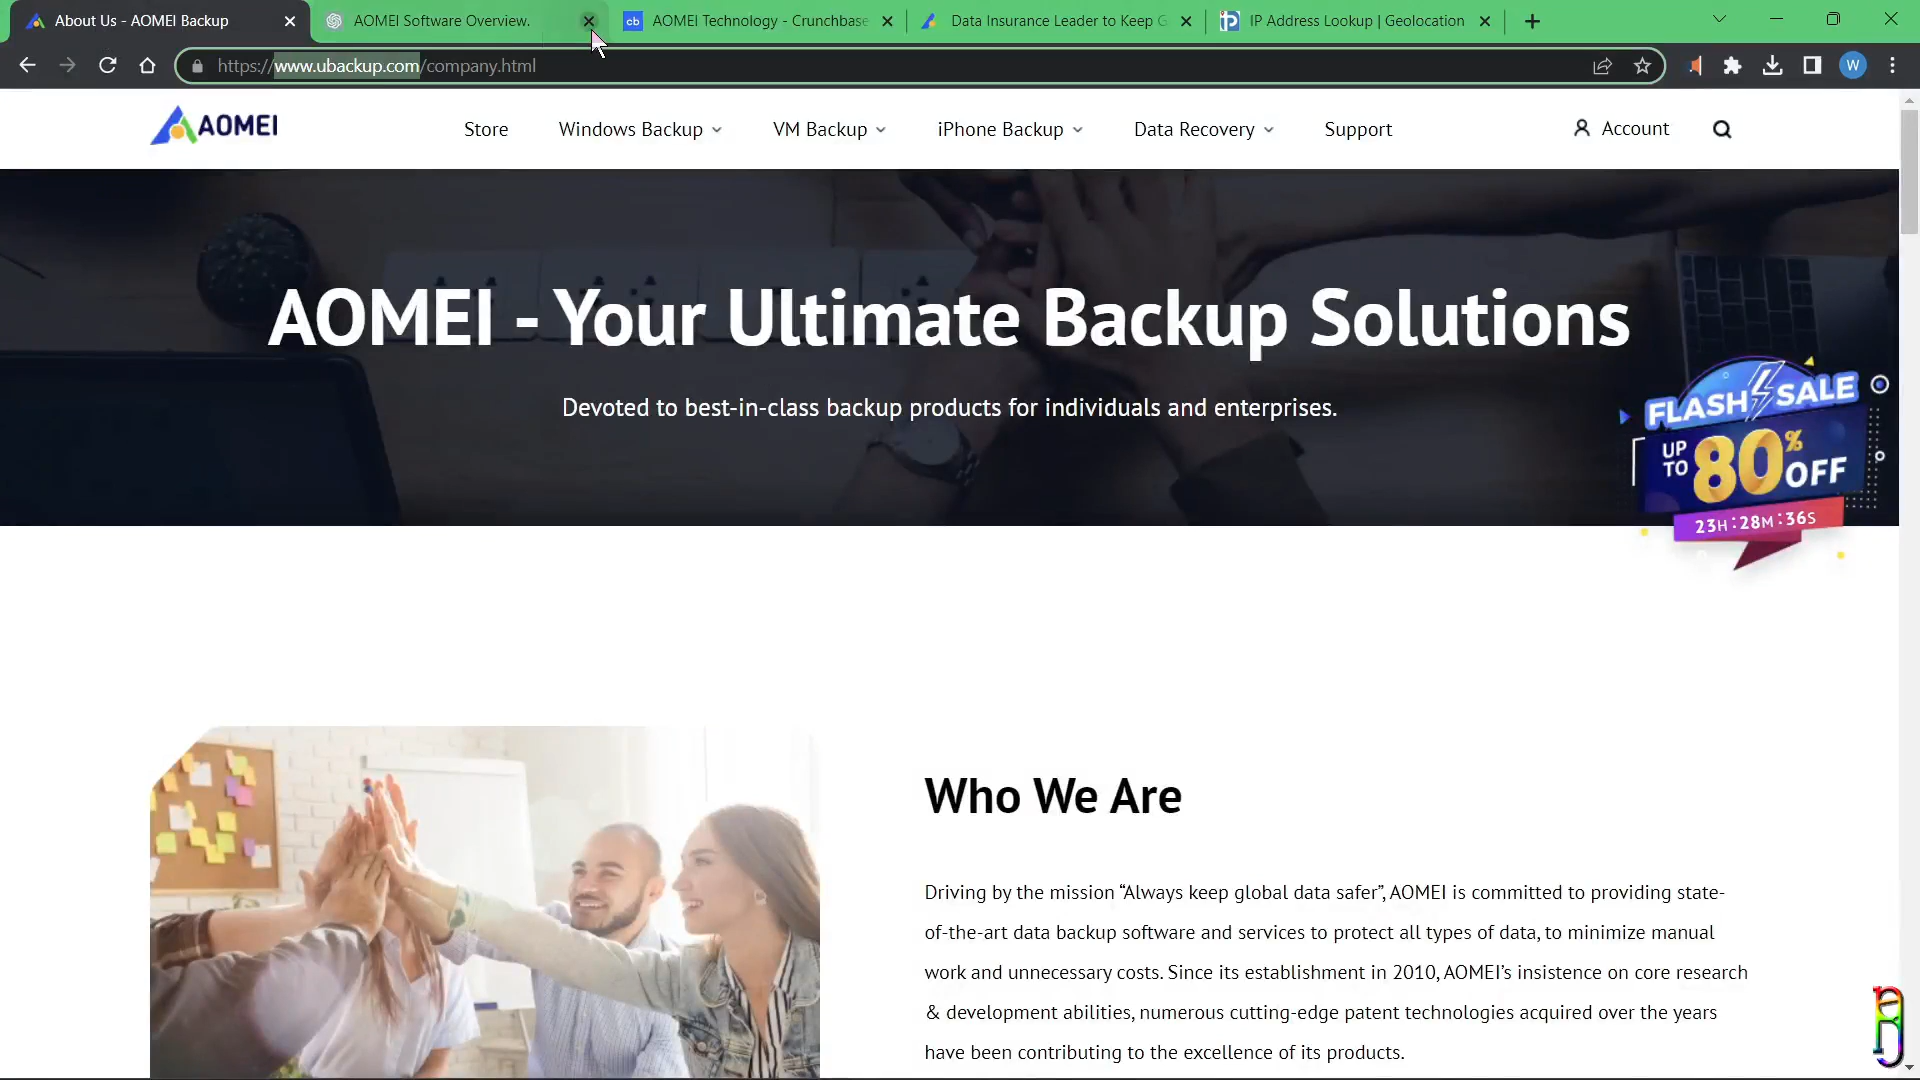 About Us - AOMEI Backup
AOMEI Software Overview.
cb AOMEI Technology - Crunchbase
Data Insurance Leader to Keep G
IP Address Lookup | Geolocation
https://www.ubackup.com/company.html
W
AOMEI
Store
Windows Backup
VM Backup
iPhone Backup
Data Recovery
Support
Account
AOMEI - Your Ultimate Backup Solutions
Devoted to best-in-class backup products for individuals and enterprises.
FLASH SALE
UP TO 80% OFF
23H:28M:36S
Who We Are
Driving by the mission “Always keep global data safer”, AOMEI is committed to providing state-
of-the-art data backup software and services to protect all types of data, to minimize manual
work and unnecessary costs. Since its establishment in 2010, AOMEI’s insistence on core research
& development abilities, numerous cutting-edge patent technologies acquired over the years
have been contributing to the excellence of its products.